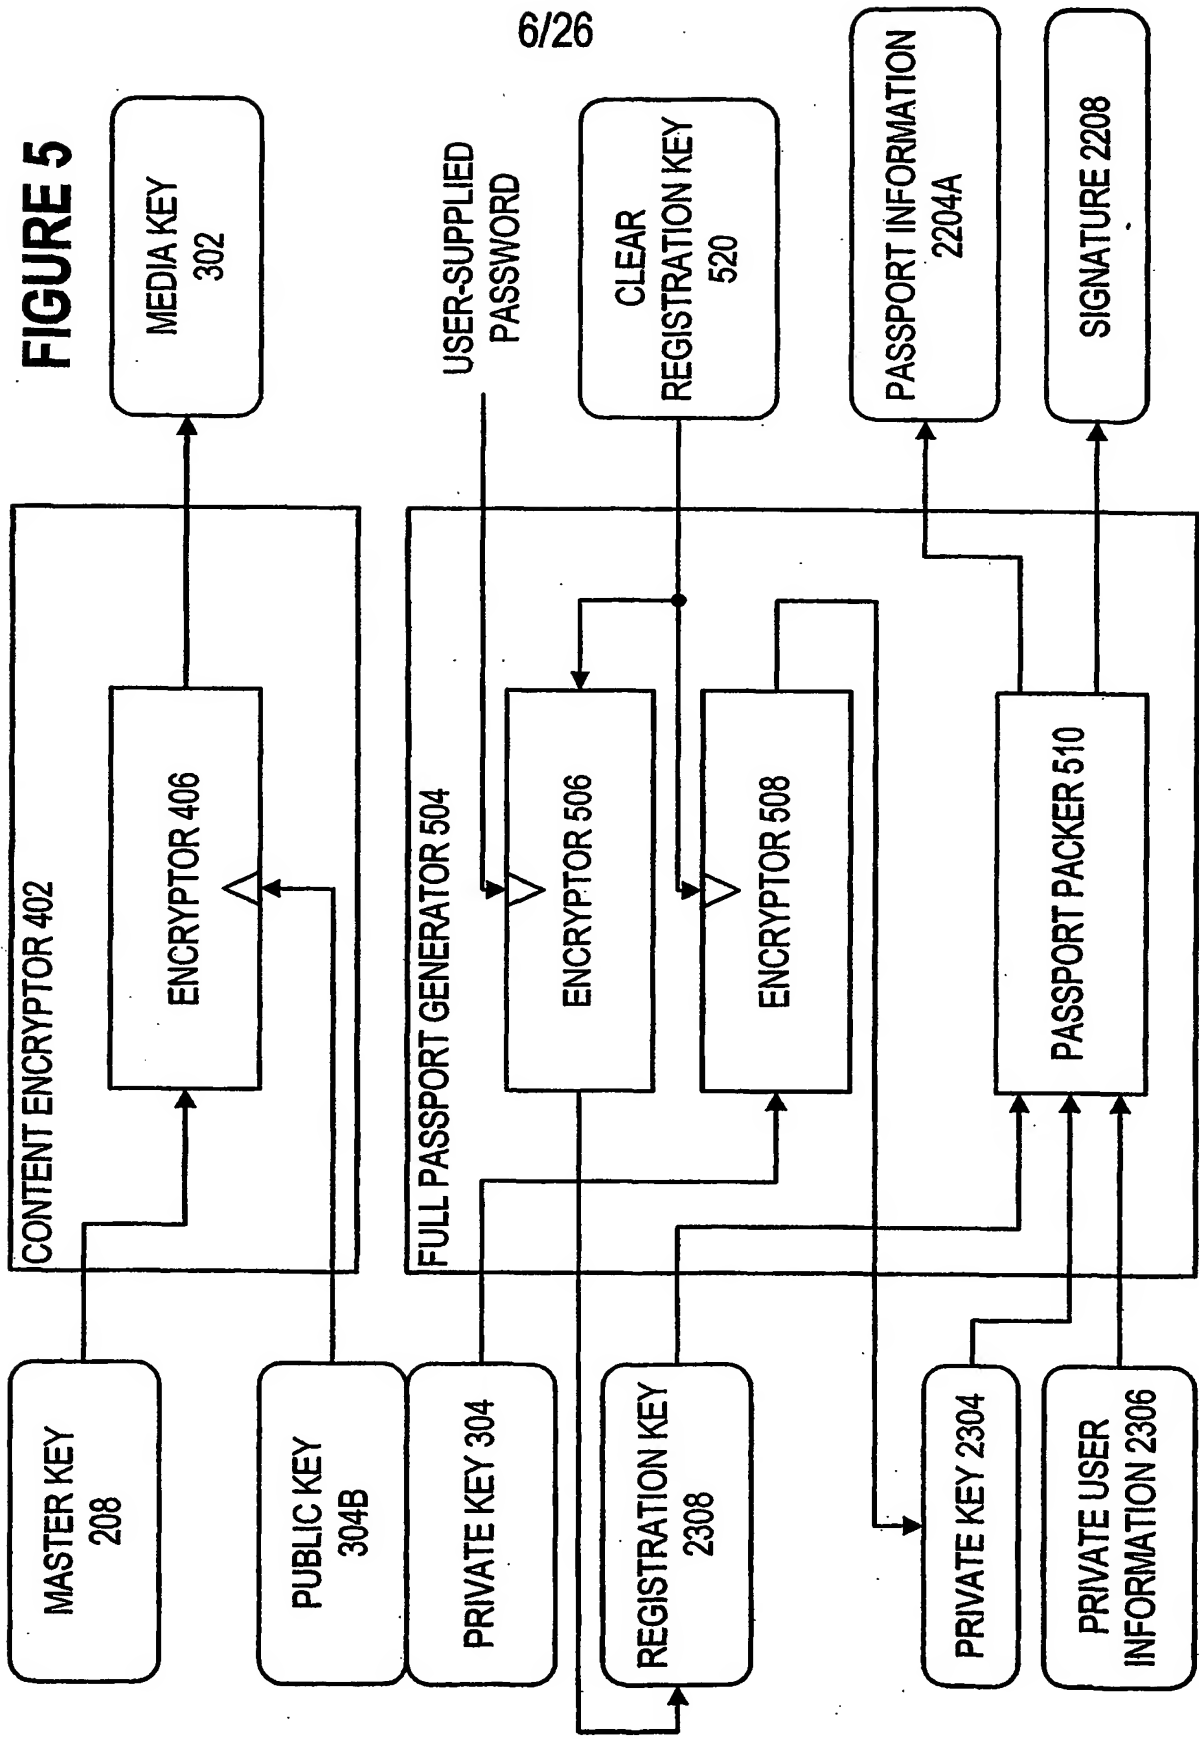 6/26
FIGURE 5
CONTENT ENCRYPTOR 402
MASTER KEY
208
ENCRYPTOR 406
MEDIA KEY
302
PUBLIC KEY
304B
FULL PASSPORT GENERATOR 504
PRIVATE KEY 304
ENCRYPTOR 506
USER-SUPPLIED
PASSWORD
REGISTRATION KEY
2308
ENCRYPTOR 508
CLEAR
REGISTRATION KEY
520
PRIVATE KEY 2304
PASSPORT PACKER 510
PASSPORT INFORMATION
2204A
PRIVATE USER
INFORMATION 2306
SIGNATURE 2208